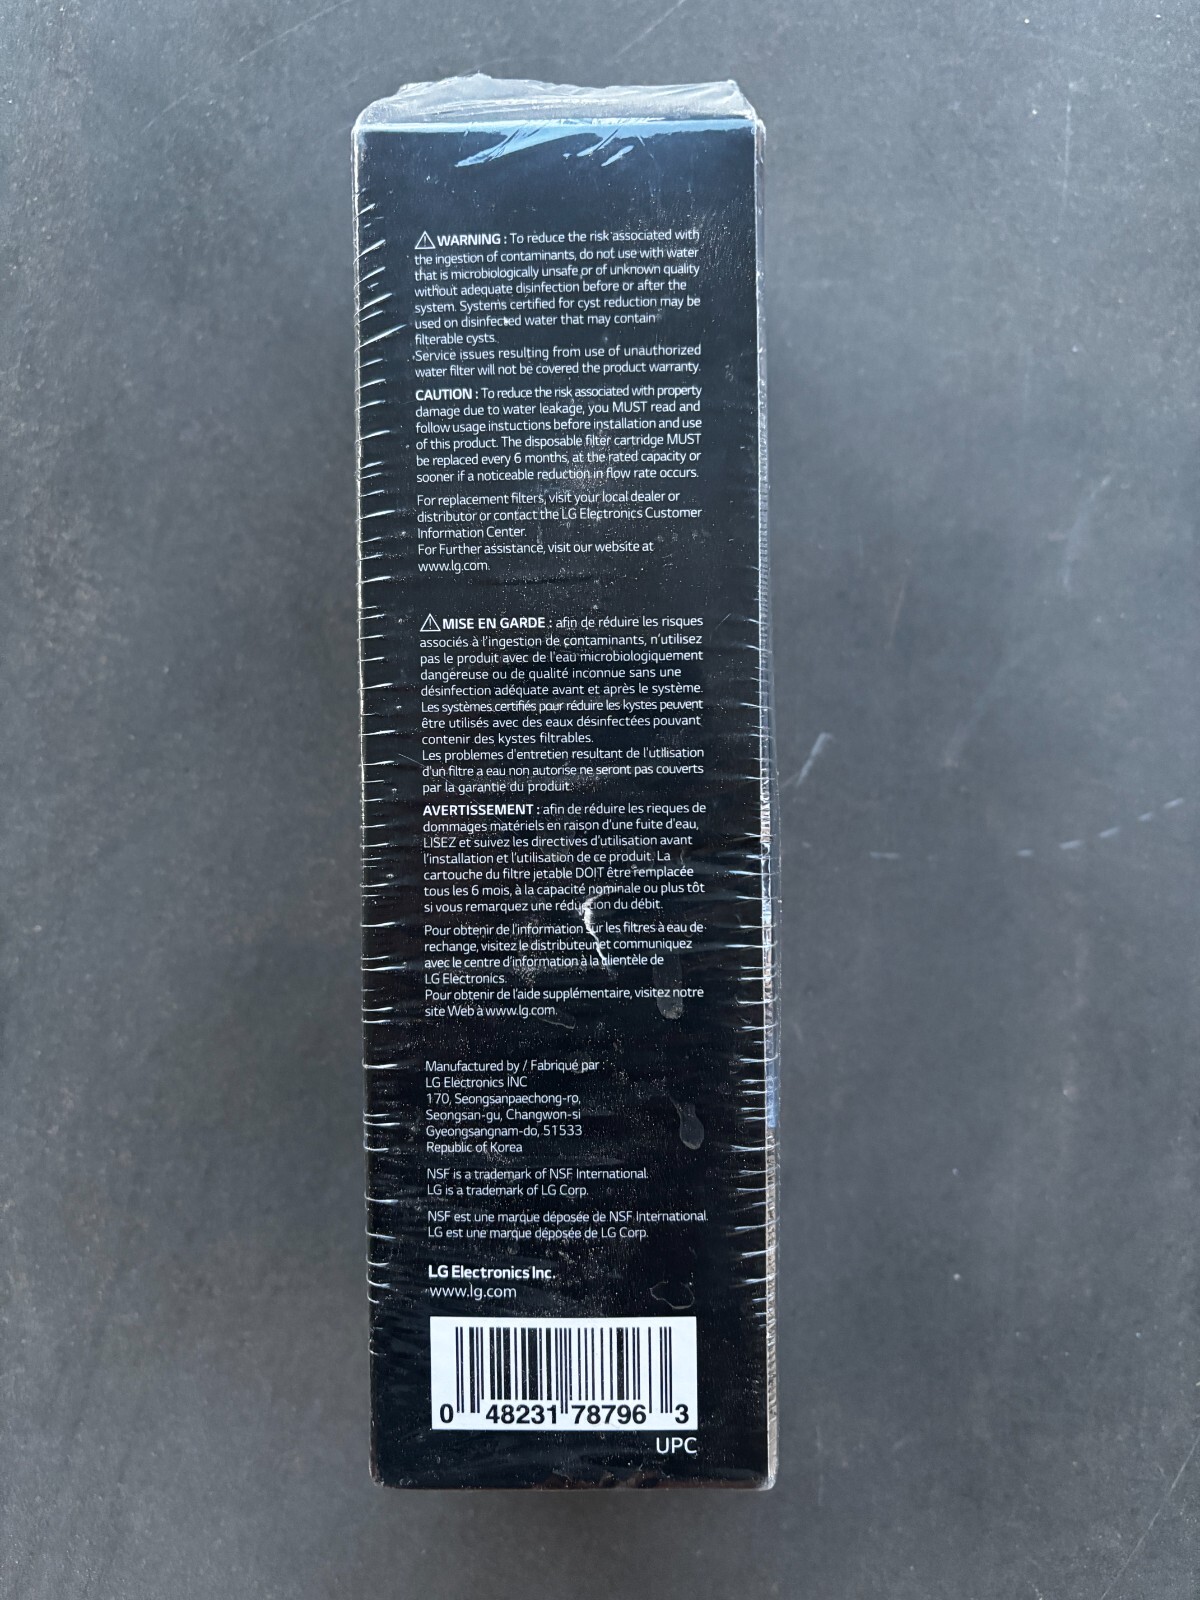 ⚠ WARNING : To reduce the risk associated with
the ingestion of contaminants, do not use with water
that is microbiologically unsafe or of unknown quality
without adequate disinfection before or after the
system. Systems certified for cyst reduction may be
used on disinfected water that may contain
filterable cysts.
Service issues resulting from use of unauthorized
water filter will not be covered the product warranty.
CAUTION : To reduce the risk associated with property
damage due to water leakage, you MUST read and
follow usage instuctions before installation and use
of this product. The disposable filter cartridge MUST
be replaced every 6 months, at the rated capacity or
sooner if a noticeable reduction in flow rate occurs.
For replacement filters, visit your local dealer or
distributor or contact the LG Electronics Customer
Information Center.
For Further assistance, visit our website at
www.lg.com.
⚠ MISE EN GARDE : afin de réduire les risques
associés à l'ingestion de contaminants, n'utilisez
pas le produit avec de l'eau microbiologiquement
dangereuse ou de qualité inconnue sans une
désinfection adéquate avant et après le système.
Les systèmes certifiés pour réduire les kystes peuvent
être utilisés avec des eaux désinfectées pouvant
contenir des kystes filtrables.
Les problemes d'entretien resultant de l'utilisation
d'un filtre a eau non autorise ne seront pas couverts
par la garantie du produit.
AVERTISSEMENT : afin de réduire les rieques de
dommages matériels en raison d'une fuite d'eau,
LISEZ et suivez les directives d'utilisation avant
l'installation et l'utilisation de ce produit. La
cartouche du filtre jetable DOIT être remplacée
tous les 6 mois, à la capacité nominale ou plus tôt
si vous remarquez une réduction du débit.
Pour obtenir de l'information sur les filtres à eau de
rechange, visitez le distributeur et communiquez
avec le centre d'information à la clientèle de
LG Electronics.
Pour obtenir de l'aide supplémentaire, visitez notre
site Web à www.lg.com.
Manufactured by / Fabriqué par :
LG Electronics INC
170, Seongsanpaechong-ro,
Seongsan-gu, Changwon-si
Gyeongsangnam-do, 51533
Republic of Korea
NSF is a trademark of NSF International.
LG is a trademark of LG Corp.
NSF est une marque déposée de NSF International.
LG est une marque déposée de LG Corp.
LG Electronics Inc.
www.lg.com
0 48231 78796 3
UPC